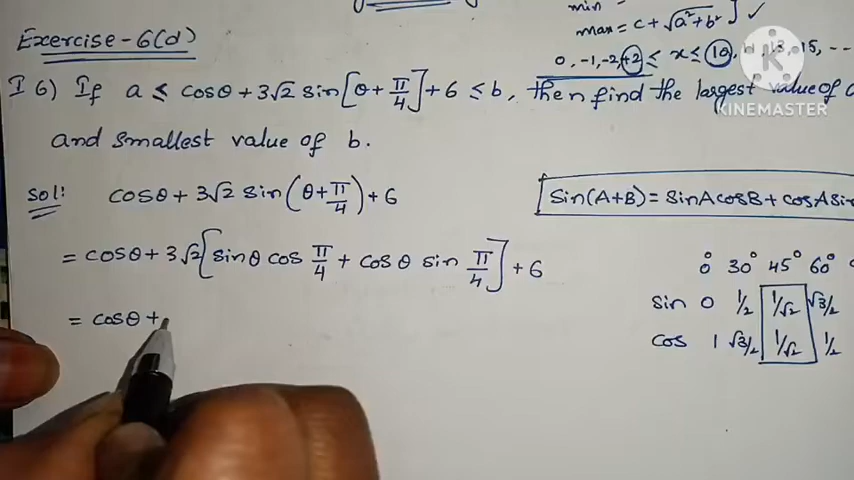 min =
max = c + √a² + b² ] ✓
Exercise-6(d)
0, -1, -2, +2 ≤ x ≤ 10, 11, 13, 15, ---
KINEMASTER
I 6) If a ≤ cosθ + 3√2 sin[θ + π/4] + 6 ≤ b, then find the largest value of
and smallest value of b.
Sol: cosθ + 3√2 sin(θ + π/4) + 6
Sin(A+B) = sinAcosB + cosAsin
= cosθ + 3√2 [sinθ cos π/4 + cosθ sin π/4] + 6
0° 30° 45° 60°
sin 0 1/2 1/√2 √3/2
= cosθ +
cos 1 √3/2 1/√2 1/2